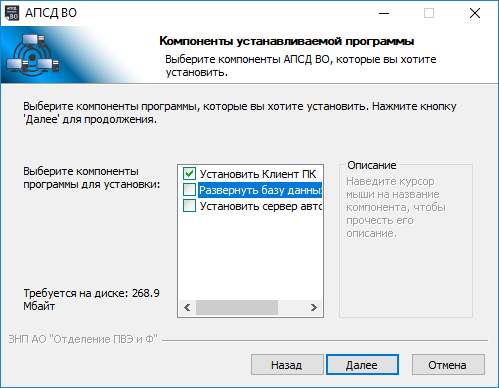 АПСД ВО
Компоненты устанавливаемой программы
Выберите компоненты АПСД ВО, которые вы хотите
установить.
Выберите компоненты программы, которые вы хотите установить. Нажмите кнопку
'Далее' для продолжения.
Выберите компоненты
программы для установки:
Установить Клиент ПК
Развернуть базу данных
Установить сервер авто
Описание
Наведите курсор
мыши на название
компонента, чтобы
прочесть его
описание.
Требуется на диске: 268.9
Мбайт
ЗНП АО "Отделение ПВЭ и Ф"
Назад
Далее
Отмена